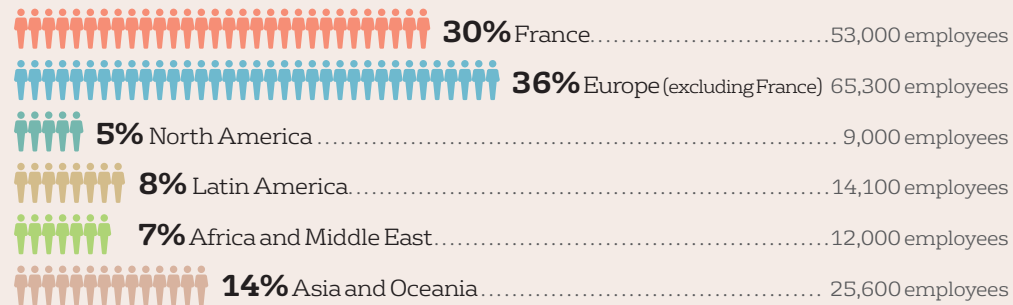 30% France..............................53,000 employees
36% Europe (excluding France) 65,300 employees
5% North America..............................9,000 employees
8% Latin America..............................14,100 employees
7% Africa and Middle East..............................12,000 employees
14% Asia and Oceania..............................25,600 employees